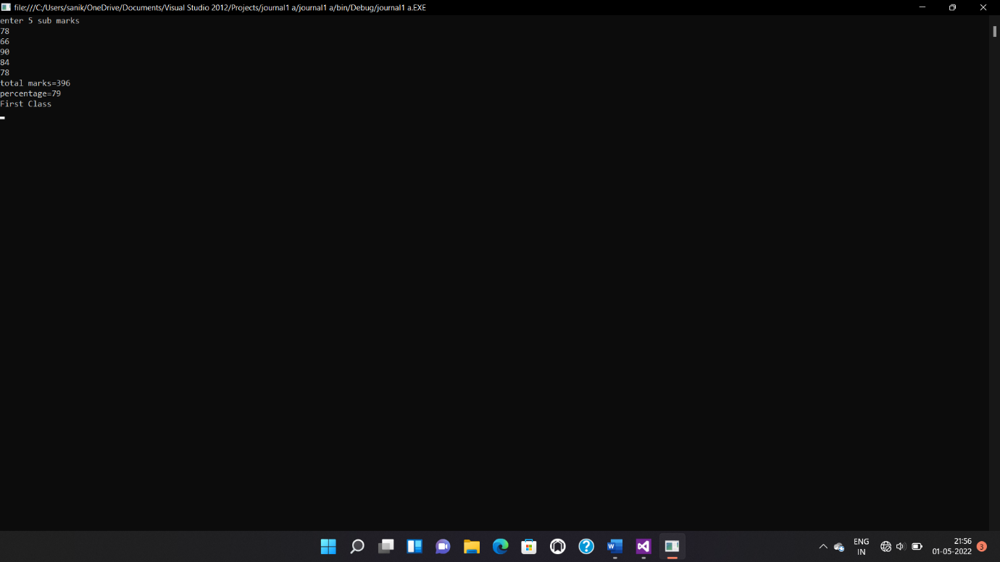 file:///C:/Users/sanik/OneDrive/Documents/Visual Studio 2012/Projects/journal1 a/journal1 a/bin/Debug/journal1 a.EXE
enter 5 sub marks
78
66
90
84
78
total marks=396
percentage=79
First Class
ENG
IN
21:56
01-05-2022
3